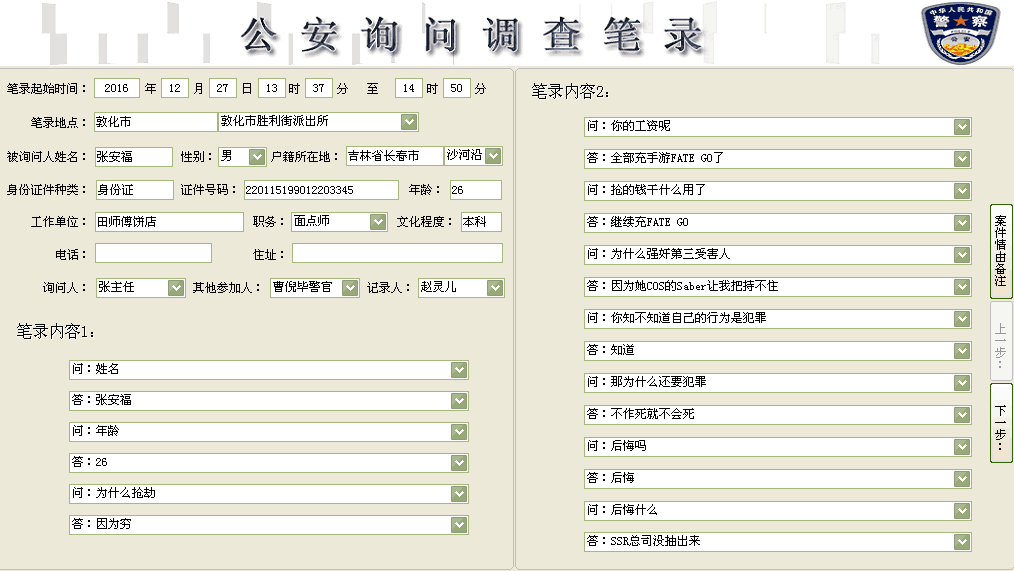 公安询问调查笔录
中华人民共和国
警察
笔录起始时间： 2016 年 12 月 27 日 13 时 37 分 至 14 时 50 分
笔录地点： 敦化市 敦化市胜利街派出所
被询问人姓名： 张安福 性别： 男 户籍所在地： 吉林省长春市 沙河沿
身份证件种类： 身份证 证件号码： 220115199012203345 年龄： 26
工作单位： 田师傅饼店 职务： 面点师 文化程度： 本科
电话： 住址：
询问人： 张主任 其他参加人： 曹倪毕警官 记录人： 赵灵儿
笔录内容1：
问：姓名
答：张安福
问：年龄
答：26
问：为什么抢劫
答：因为穷
笔录内容2：
问：你的工资呢
答：全部充手游FATE GO了
问：抢的钱干什么用了
答：继续充FATE GO
问：为什么强奸第三受害人
答：因为她COS的Saber让我把持不住
问：你知不知道自己的行为是犯罪
答：知道
问：那为什么还要犯罪
答：不作死就不会死
问：后悔吗
答：后悔
问：后悔什么
答：SSR总司没抽出来
案件情由备注
上一步：
下一步：